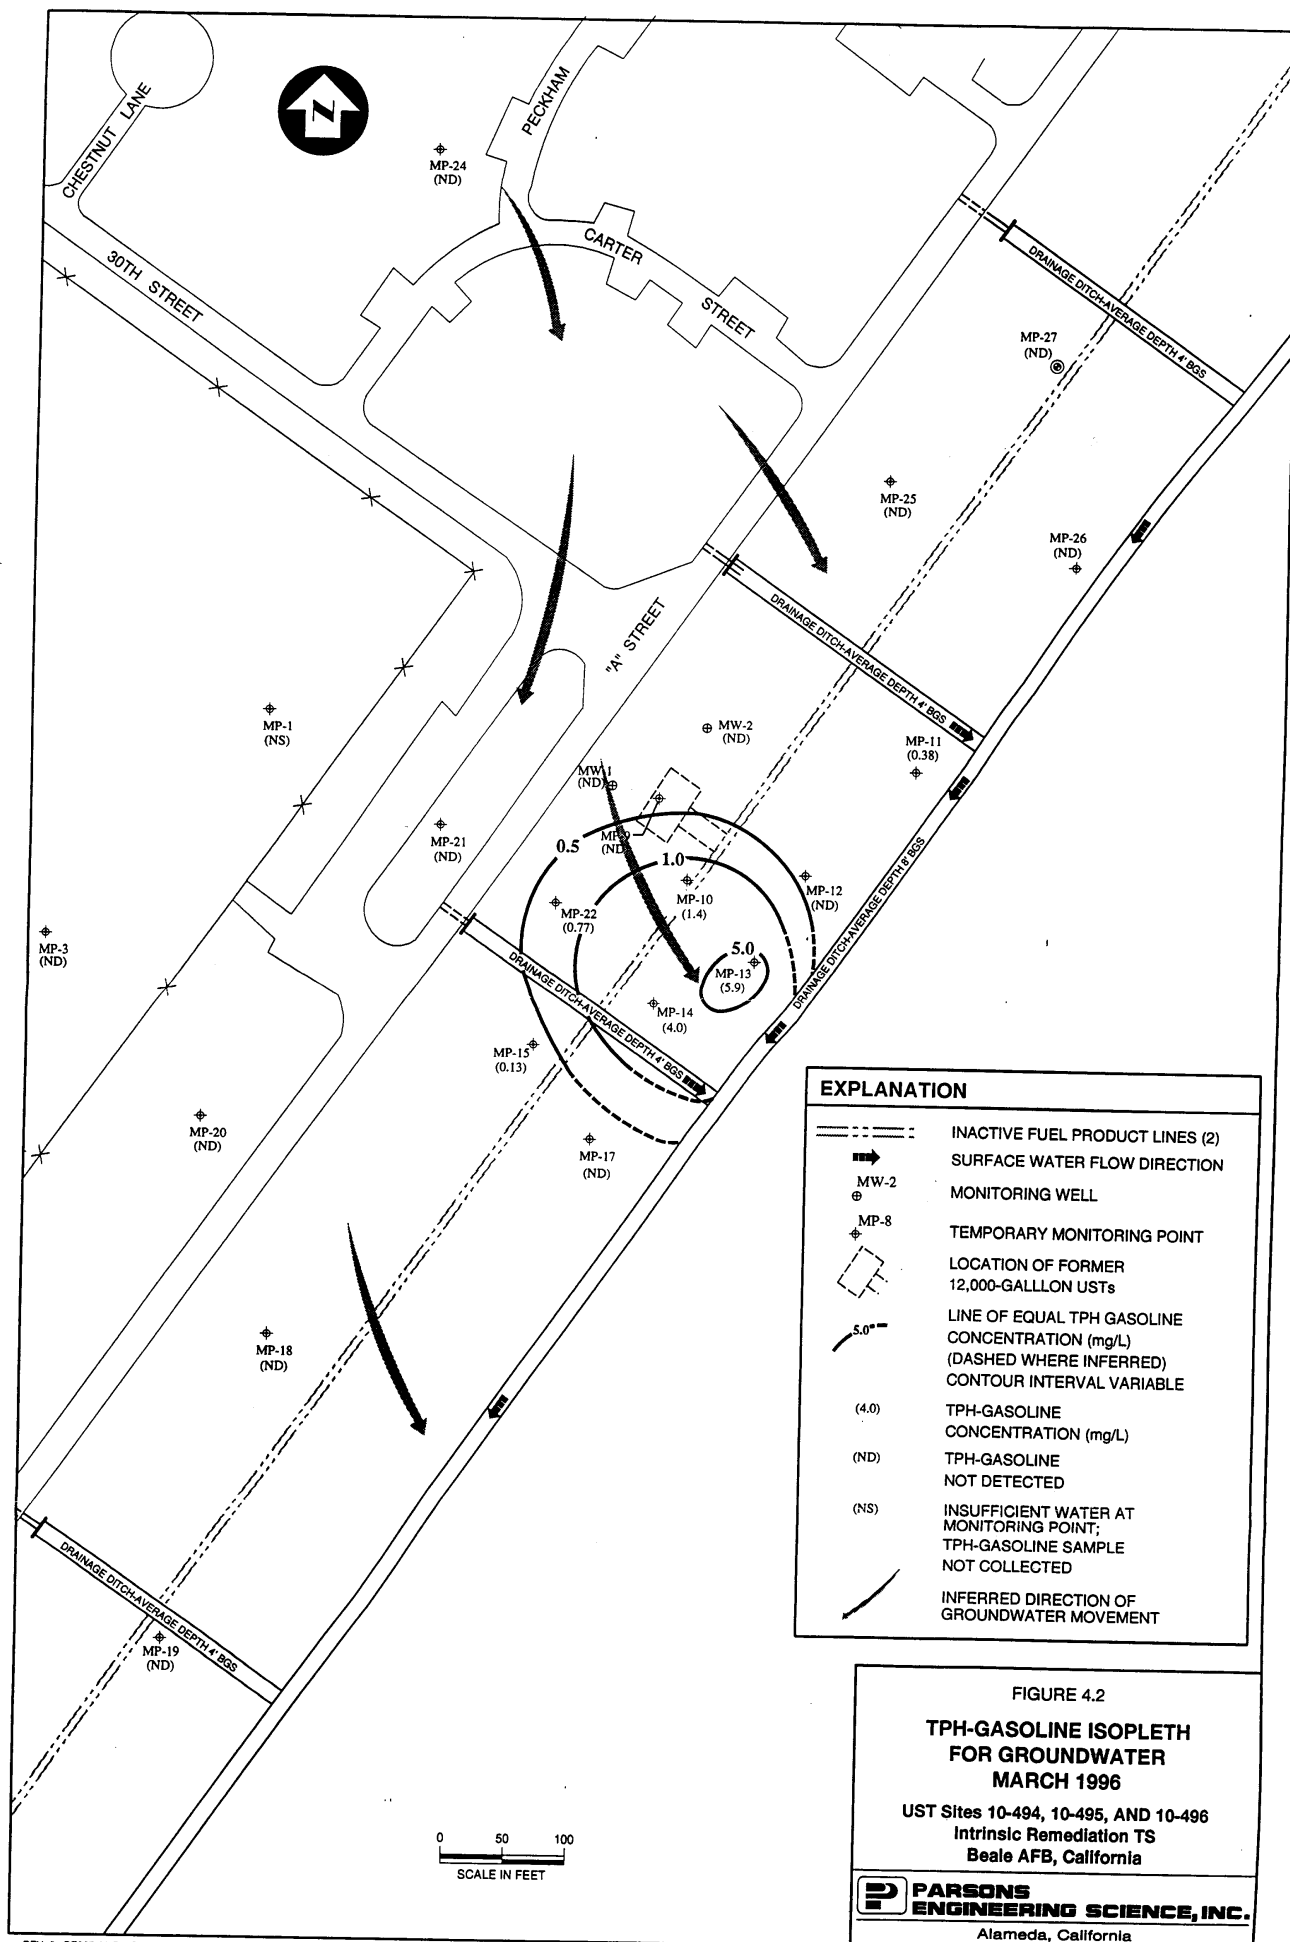 CHESTNUT LANE
PECKHAM
MP-24
(ND)
CARTER
STREET
30TH STREET
DRAINAGE DITCH-AVERAGE DEPTH 4' BGS
MP-27
(ND)
MP-25
(ND)
MP-26
(ND)
"A" STREET
DRAINAGE DITCH-AVERAGE DEPTH 4' BGS
MP-1
(NS)
MW-2
(ND)
MP-11
(0.38)
MW-1
(ND)
MP-9
(ND)
MP-21
(ND)
0.5
1.0
MP-10
(1.4)
MP-12
(ND)
MP-22
(0.77)
DRAINAGE DITCH-AVERAGE DEPTH 8' BGS
MP-3
(ND)
5.0
MP-13
(5.9)
DRAINAGE DITCH-AVERAGE DEPTH 4' BGS
MP-14
(4.0)
MP-15
(0.13)
MP-20
(ND)
MP-17
(ND)
MP-18
(ND)
DRAINAGE DITCH-AVERAGE DEPTH 4' BGS
MP-19
(ND)
EXPLANATION
INACTIVE FUEL PRODUCT LINES (2)
SURFACE WATER FLOW DIRECTION
MW-2
MONITORING WELL
MP-8
TEMPORARY MONITORING POINT
LOCATION OF FORMER
12,000-GALLLON USTs
5.0
LINE OF EQUAL TPH GASOLINE
CONCENTRATION (mg/L)
(DASHED WHERE INFERRED)
CONTOUR INTERVAL VARIABLE
(4.0)
TPH-GASOLINE
CONCENTRATION (mg/L)
(ND)
TPH-GASOLINE
NOT DETECTED
(NS)
INSUFFICIENT WATER AT
MONITORING POINT;
TPH-GASOLINE SAMPLE
NOT COLLECTED
INFERRED DIRECTION OF
GROUNDWATER MOVEMENT
0 50 100
SCALE IN FEET
FIGURE 4.2
TPH-GASOLINE ISOPLETH
FOR GROUNDWATER
MARCH 1996
UST Sites 10-494, 10-495, AND 10-496
Intrinsic Remediation TS
Beale AFB, California
PARSONS
ENGINEERING SCIENCE, INC.
Alameda, California